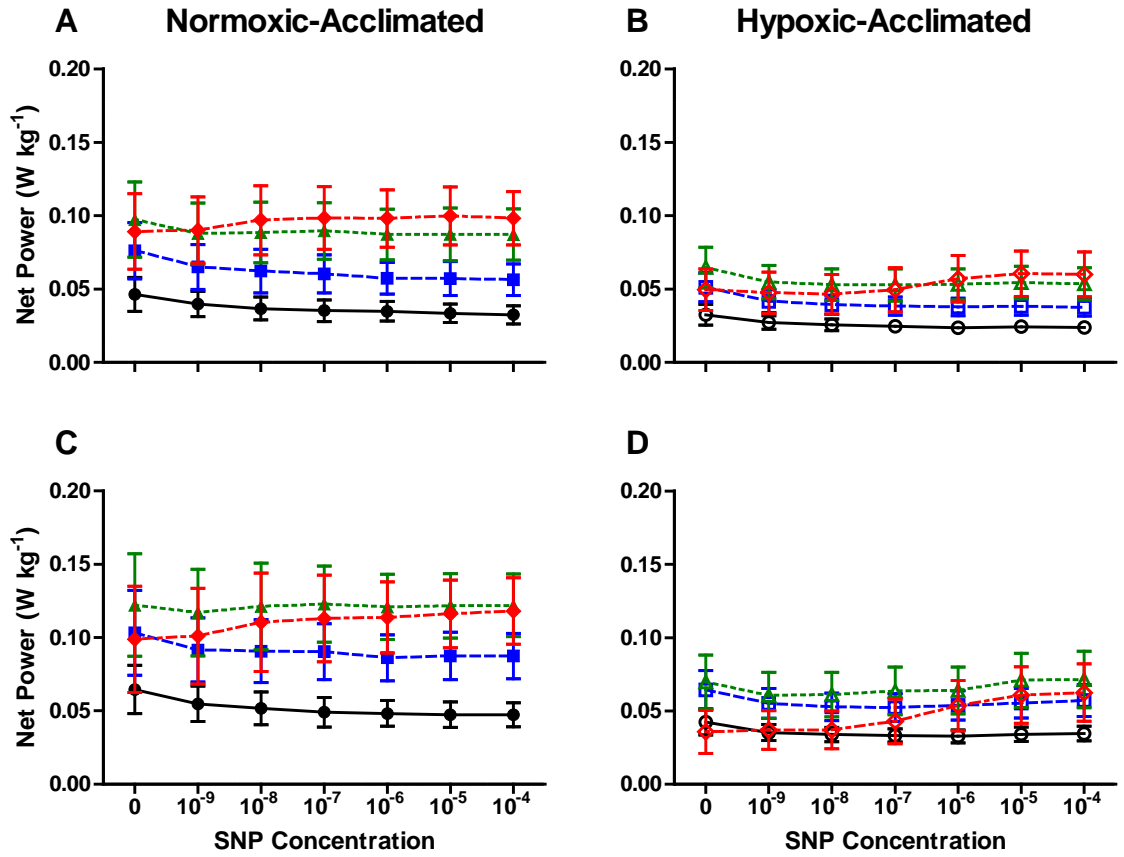 A Normoxic-Acclimated
B Hypoxic-Acclimated
Net Power (W kg⁻¹)
0.20
0.15
0.10
0.05
0.00
0.20
0.15
0.10
0.05
0.00
C
D
Net Power (W kg⁻¹)
0.20
0.15
0.10
0.05
0.00
0 10⁻⁹ 10⁻⁸ 10⁻⁷ 10⁻⁶ 10⁻⁵ 10⁻⁴
SNP Concentration
0.20
0.15
0.10
0.05
0.00
0 10⁻⁹ 10⁻⁸ 10⁻⁷ 10⁻⁶ 10⁻⁵ 10⁻⁴
SNP Concentration